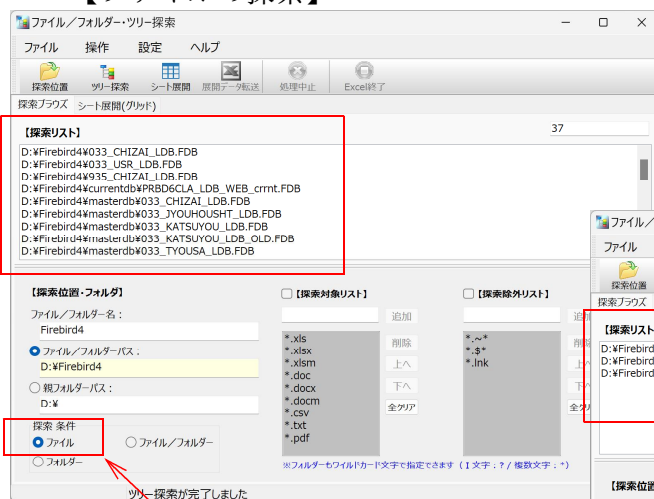 ファイル／フォルダー・ツリー探索
ファイル 操作 設定 ヘルプ
探索位置 ツリー探索 シート展開 展開データ転送 処理中止 Excel終了
探索ブラウズ シート展開(グリッド)
【探索リスト】 37
D:¥Firebird4¥033_CHIZAI_LDB.FDB
D:¥Firebird4¥033_USR_LDB.FDB
D:¥Firebird4¥935_CHIZAI_LDB.FDB
D:¥Firebird4¥currentdb¥PRBD6CLA_LDB_WEB_crrnt.FDB
D:¥Firebird4¥masterdb¥033_CHIZAI_LDB.FDB
D:¥Firebird4¥masterdb¥033_JYOUHOUSHT_LDB.FDB
D:¥Firebird4¥masterdb¥033_KATSUYOU_LDB.FDB
D:¥Firebird4¥masterdb¥033_KATSUYOU_LDB_OLD.FDB
D:¥Firebird4¥masterdb¥033_TYOUSA_LDB.FDB
【探索位置・フォルダ】
ファイル／フォルダー名：
Firebird4
ファイル／フォルダーパス：
D:¥Firebird4
親フォルダーパス：
D:¥
探索 条件
ファイル ファイル／フォルダー
フォルダー
【探索対象リスト】
追加
削除
上へ
下へ
全クリア
*.xls
*.xlsx
*.xlsm
*.doc
*.docx
*.docm
*.csv
*.txt
*.pdf
【探索除外リスト】
*.~*
*.$*
*.lnk
※フォルダーもワイルドカード文字で指定できます（１文字：? / 複数文字：*）
ツリー探索が完了しました
ファイル／
ファイル
探索位置
探索ブラウズ
【探索リスト
D:¥Firebird
D:¥Firebird
D:¥Firebird
【探索位置